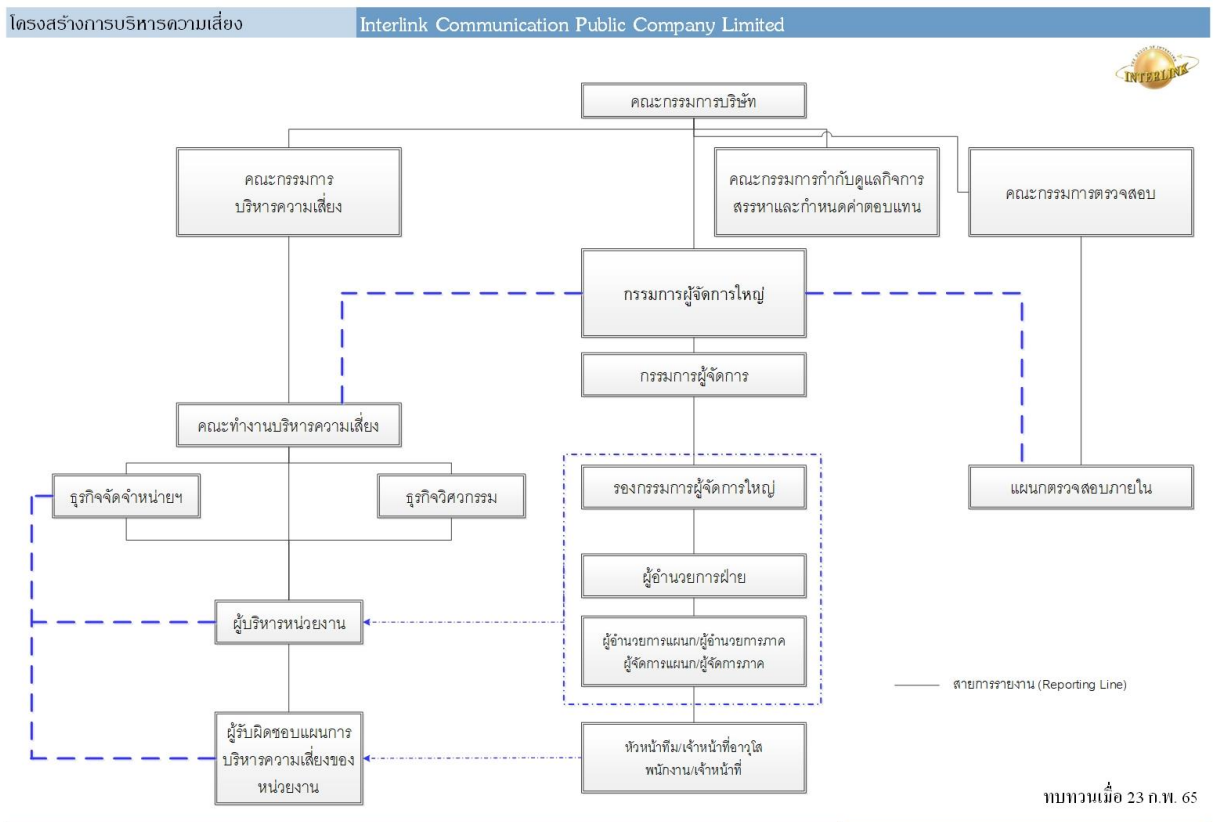 โครงสร้างการบริหารความเสี่ยง
Interlink Communication Public Company Limited
INTERLINK
คณะกรรมการบริษัท
คณะกรรมการ
บริหารความเสี่ยง
คณะกรรมการกำกับดูแลกิจการ
สรรหาและกำหนดค่าตอบแทน
คณะกรรมการตรวจสอบ
กรรมการผู้จัดการใหญ่
กรรมการผู้จัดการ
คณะทำงานบริหารความเสี่ยง
ธุรกิจจัดจำหน่ายฯ
ธุรกิจวิศวกรรม
รองกรรมการผู้จัดการใหญ่
แผนกตรวจสอบภายใน
ผู้อำนวยการฝ่าย
ผู้บริหารหน่วยงาน
ผู้อำนวยการแผนก/ผู้อำนวยการภาค
ผู้จัดการแผนก/ผู้จัดการภาค
สายการรายงาน (Reporting Line)
ผู้รับผิดชอบแผนการ
บริหารความเสี่ยงของ
หน่วยงาน
หัวหน้าทีม/เจ้าหน้าที่อาวุโส
พนักงาน/เจ้าหน้าที่
ทบทวนเมื่อ 23 ก.พ. 65